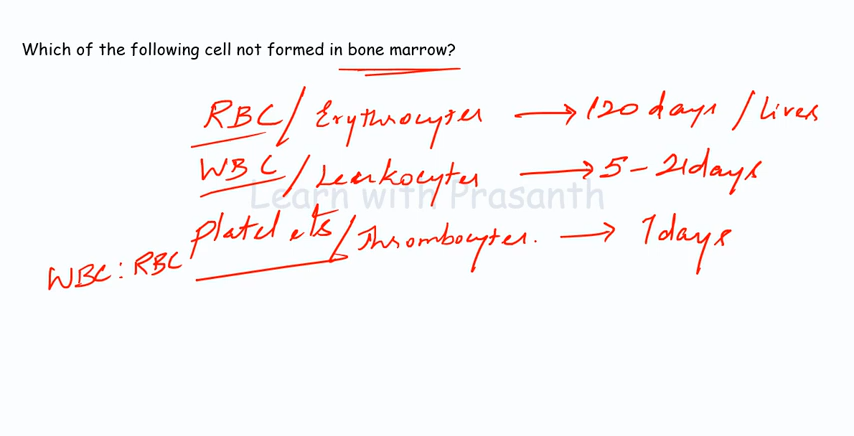 Which of the following cell not formed in bone marrow?
RBC / Erythrocytes → 120 days / Lives
WBC / Leukocytes → 5 - 21 days
Learn with Prasanth
Platelets / Thrombocytes. → 7 days
WBC : RBC